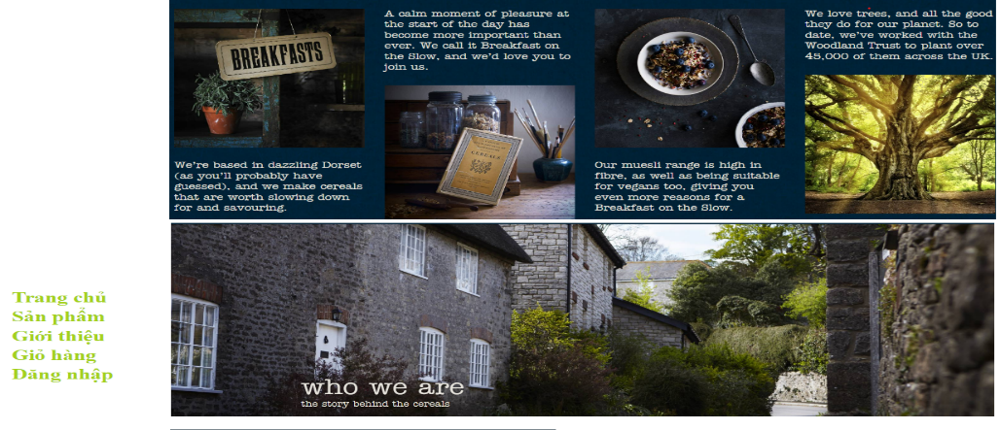 BREAKFASTS
We're based in dazzling Dorset
(as you'll probably have
guessed), and we make cereals
that are worth slowing down
for and savouring.
A calm moment of pleasure at
the start of the day has
become more important than
ever. We call it Breakfast on
the Slow, and we'd love you to
join us.
CEREALS
Our muesli range is high in
fibre, as well as being suitable
for vegans too, giving you
even more reasons for a
Breakfast on the Slow.
We love trees, and all the good
they do for our planet. So to
date, we've worked with the
Woodland Trust to plant over
45,000 of them across the UK.
Trang chủ
Sản phẩm
Giới thiệu
Giỏ hàng
Đăng nhập
who we are
the story behind the cereals